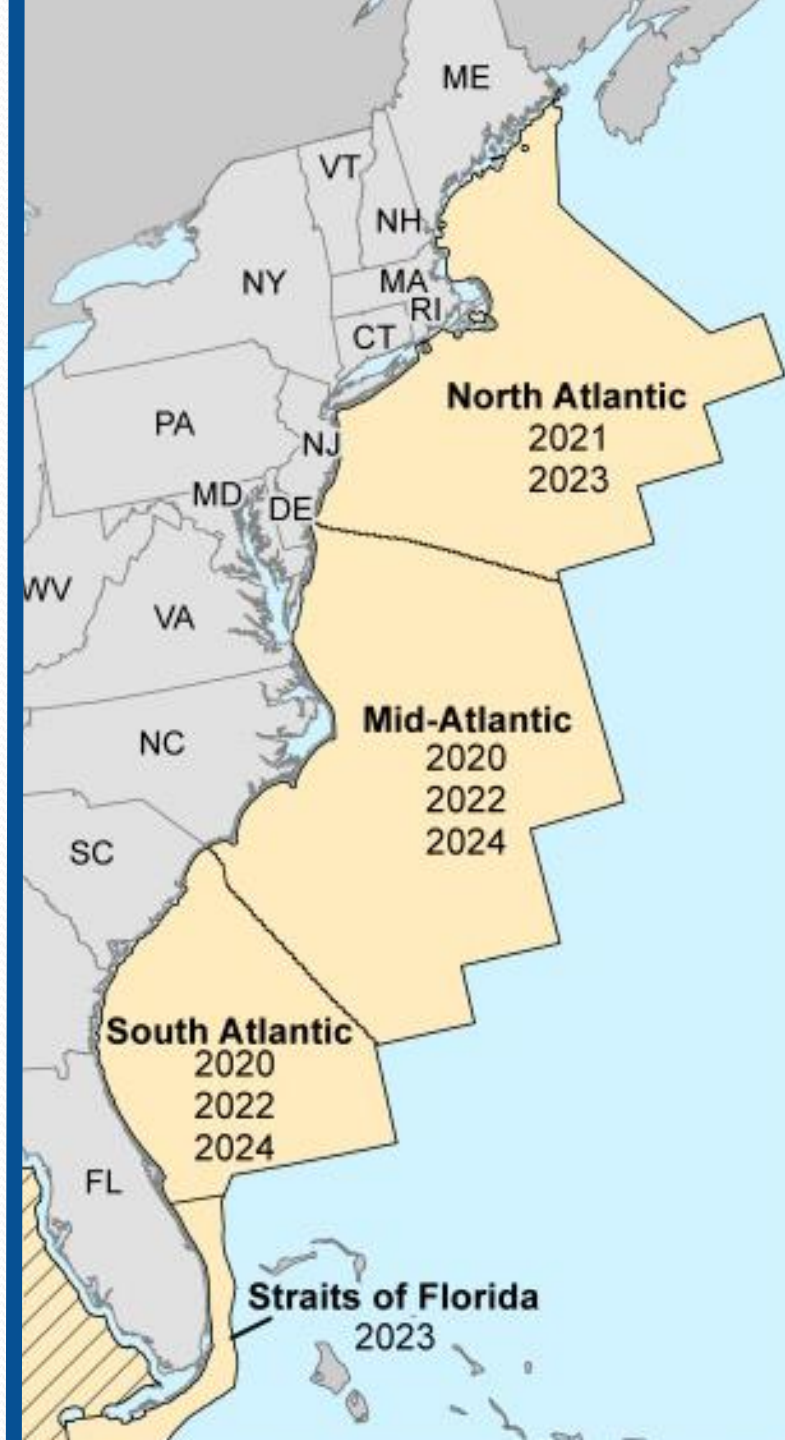 ME
VT
NH
NY
MA
RI
CT
North Atlantic
2021
2023
PA
NJ
MD
DE
WV
VA
Mid-Atlantic
2020
2022
2024
NC
SC
South Atlantic
2020
2022
2024
FL
Straits of Florida
2023